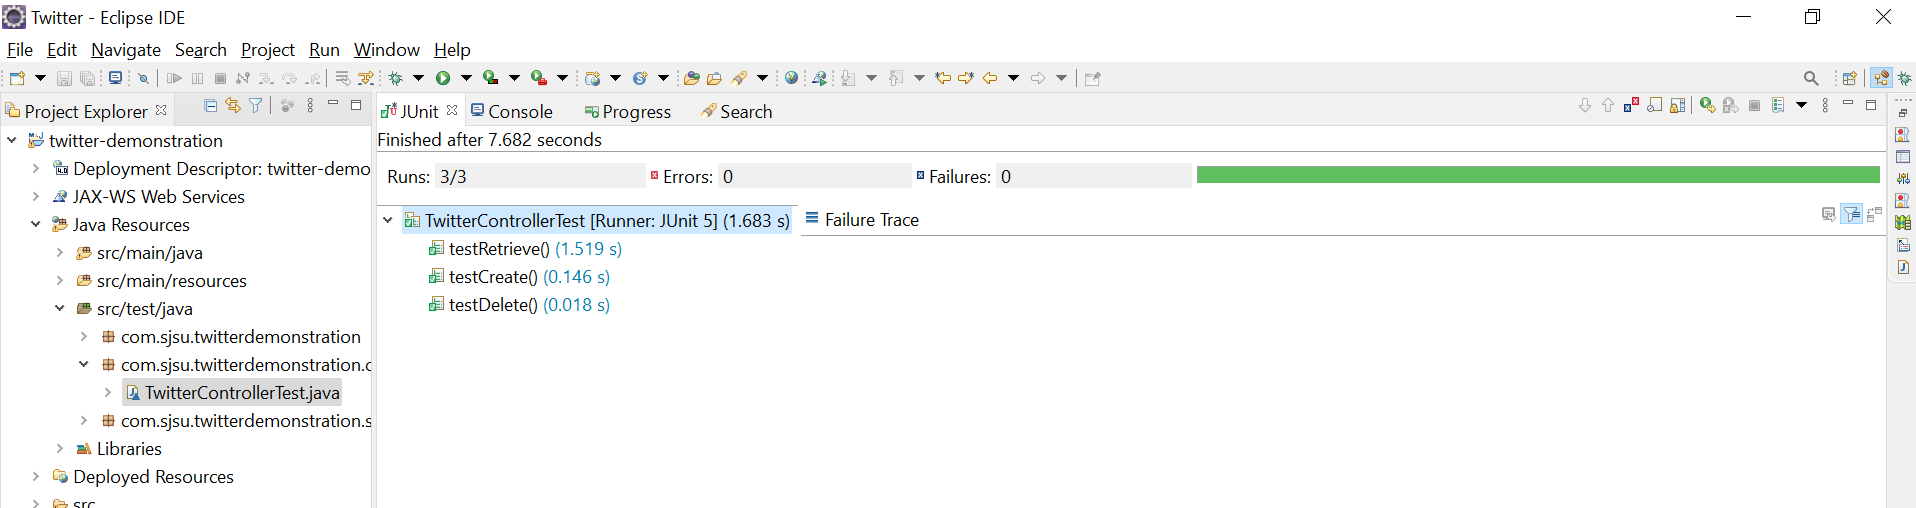 Twitter - Eclipse IDE
File Edit Navigate Search Project Run Window Help
Project Explorer
twitter-demonstration
Deployment Descriptor: twitter-demo
JAX-WS Web Services
Java Resources
src/main/java
src/main/resources
src/test/java
com.sjsu.twitterdemonstration
com.sjsu.twitterdemonstration.c
TwitterControllerTest.java
com.sjsu.twitterdemonstration.s
Libraries
Deployed Resources
src
JUnit Console Progress Search
Finished after 7.682 seconds
Runs: 3/3 Errors: 0 Failures: 0
TwitterControllerTest [Runner: JUnit 5] (1.683 s)
testRetrieve() (1.519 s)
testCreate() (0.146 s)
testDelete() (0.018 s)
Failure Trace